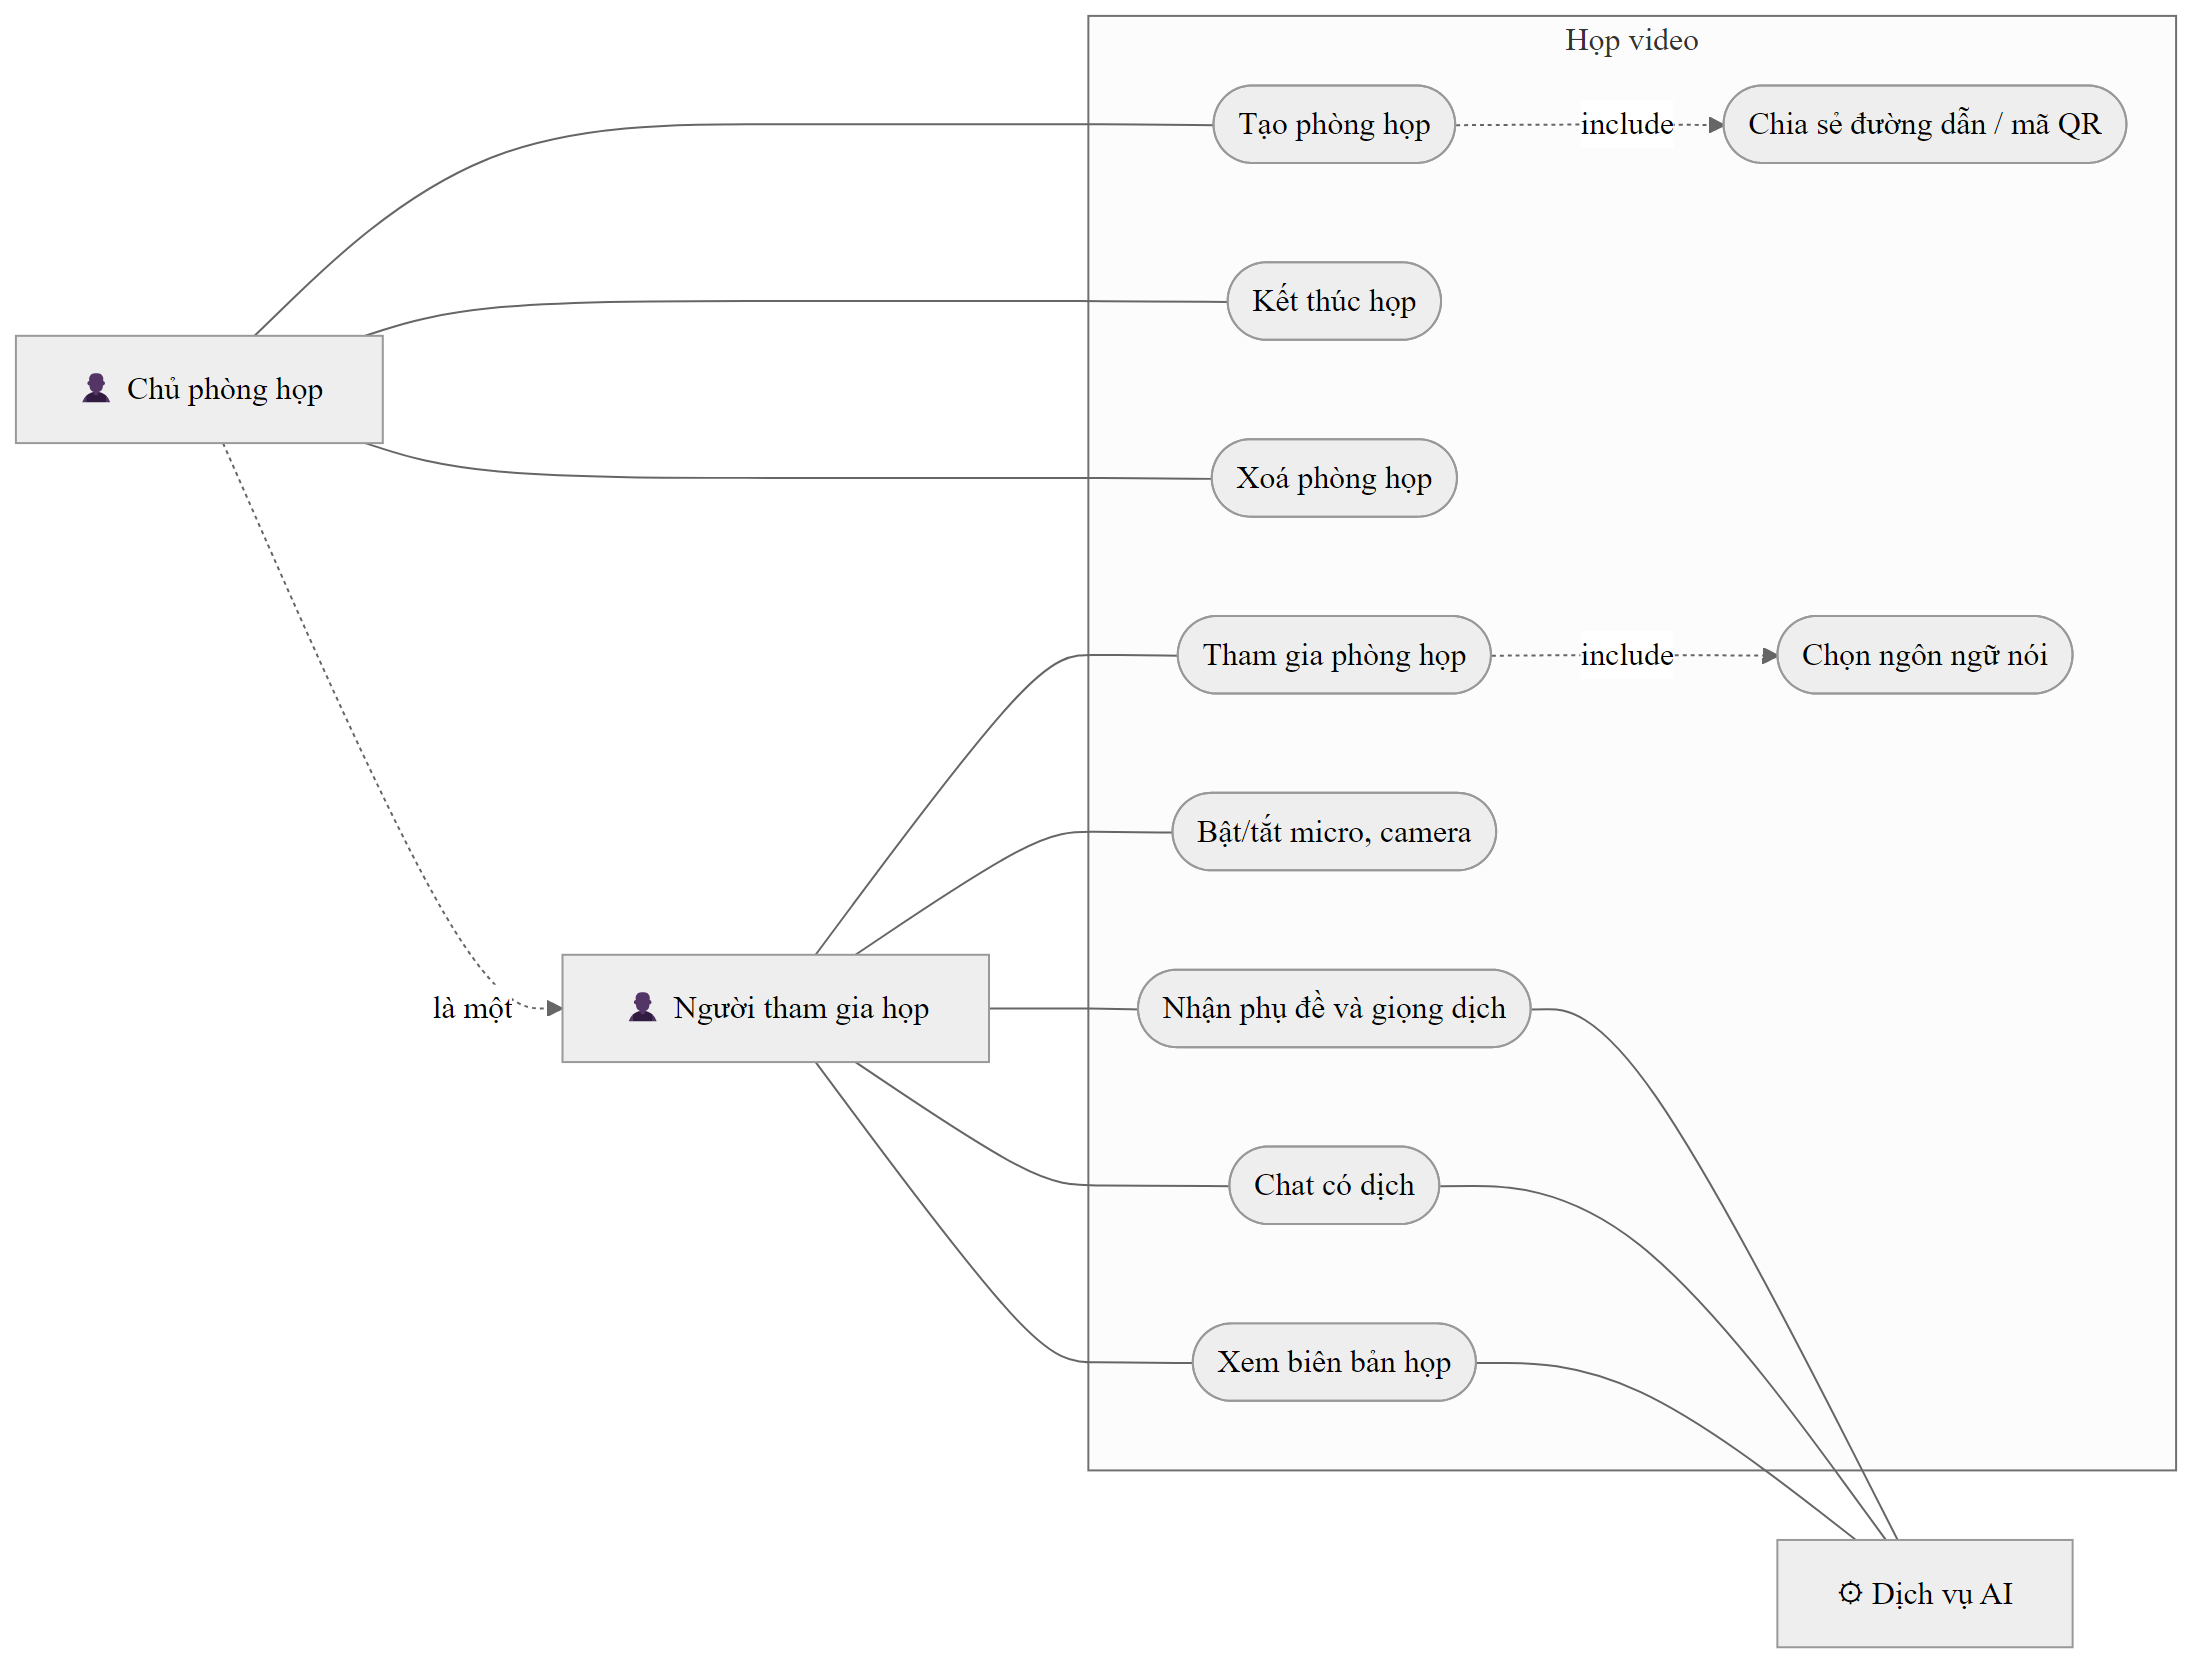 Họp video
Tạo phòng họp
include
Chia sẻ đường dẫn / mã QR
Kết thúc họp
Chủ phòng họp
Xoá phòng họp
Tham gia phòng họp
include
Chọn ngôn ngữ nói
Bật/tắt micro, camera
là một
Người tham gia họp
Nhận phụ đề và giọng dịch
Chat có dịch
Xem biên bản họp
Dịch vụ AI